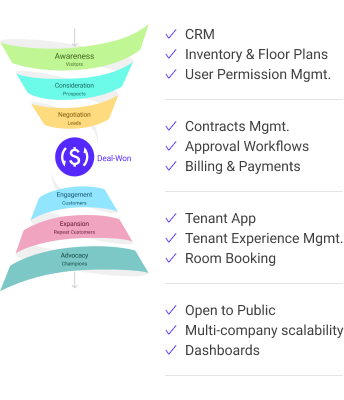 Awareness
Visitors
Consideration
Prospects
Negotiation
Leads
Deal-Won
Engagement
Customers
Expansion
Repeat Customers
Advocacy
Champions
CRM
Inventory & Floor Plans
User Permission Mgmt.
Contracts Mgmt.
Approval Workflows
Billing & Payments
Tenant App
Tenant Experience Mgmt.
Room Booking
Open to Public
Multi-company scalability
Dashboards